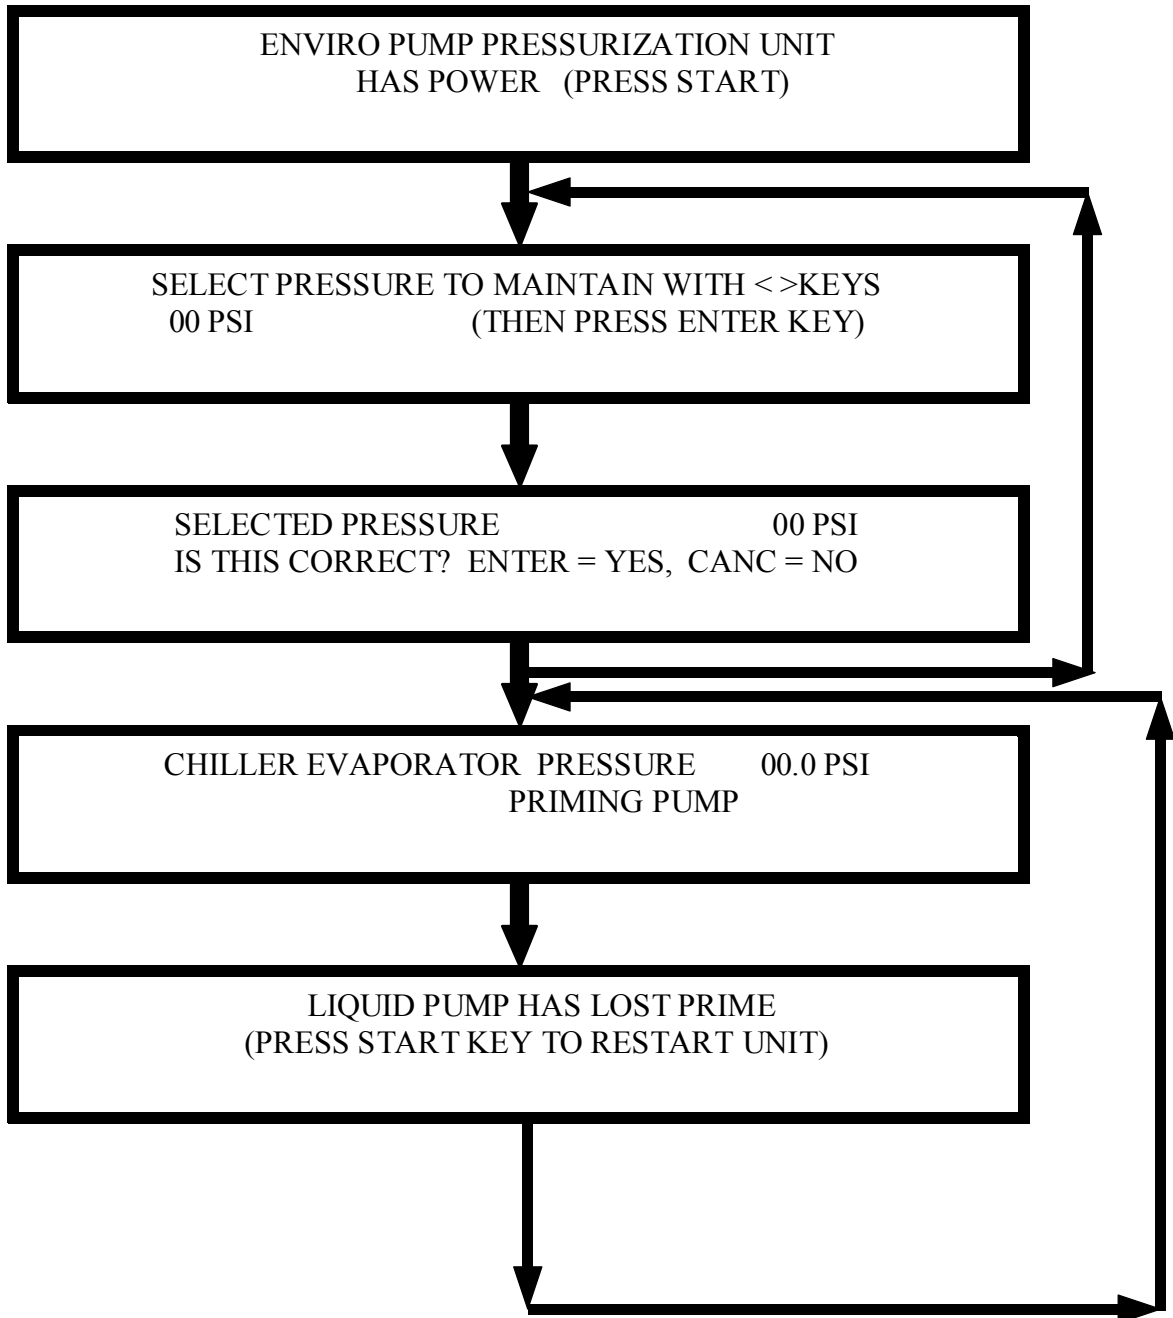 ENVIRO PUMP PRESSURIZATION UNIT
HAS POWER (PRESS START)
SELECT PRESSURE TO MAINTAIN WITH < >KEYS
00 PSI (THEN PRESS ENTER KEY)
SELECTED PRESSURE 00 PSI
IS THIS CORRECT? ENTER = YES, CANC = NO
CHILLER EVAPORATOR PRESSURE 00.0 PSI
PRIMING PUMP
LIQUID PUMP HAS LOST PRIME
(PRESS START KEY TO RESTART UNIT)